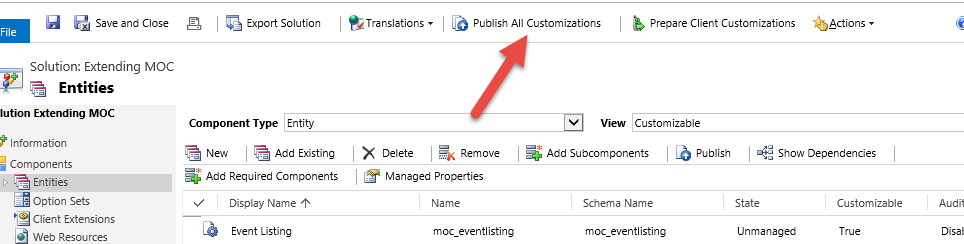 File
Save and Close Export Solution Translations Publish All Customizations Prepare Client Customizations Actions
Solution: Extending MOC
Entities
lution Extending MOC
Information
Components
Entities
Option Sets
Client Extensions
Web Resources
Component Type Entity View Customizable
New Add Existing Delete Remove Add Subcomponents Publish Show Dependencies
Add Required Components Managed Properties
Display Name Name Schema Name State Customizable Audit
Event Listing moc_eventlisting moc_eventlisting Unmanaged True Disab